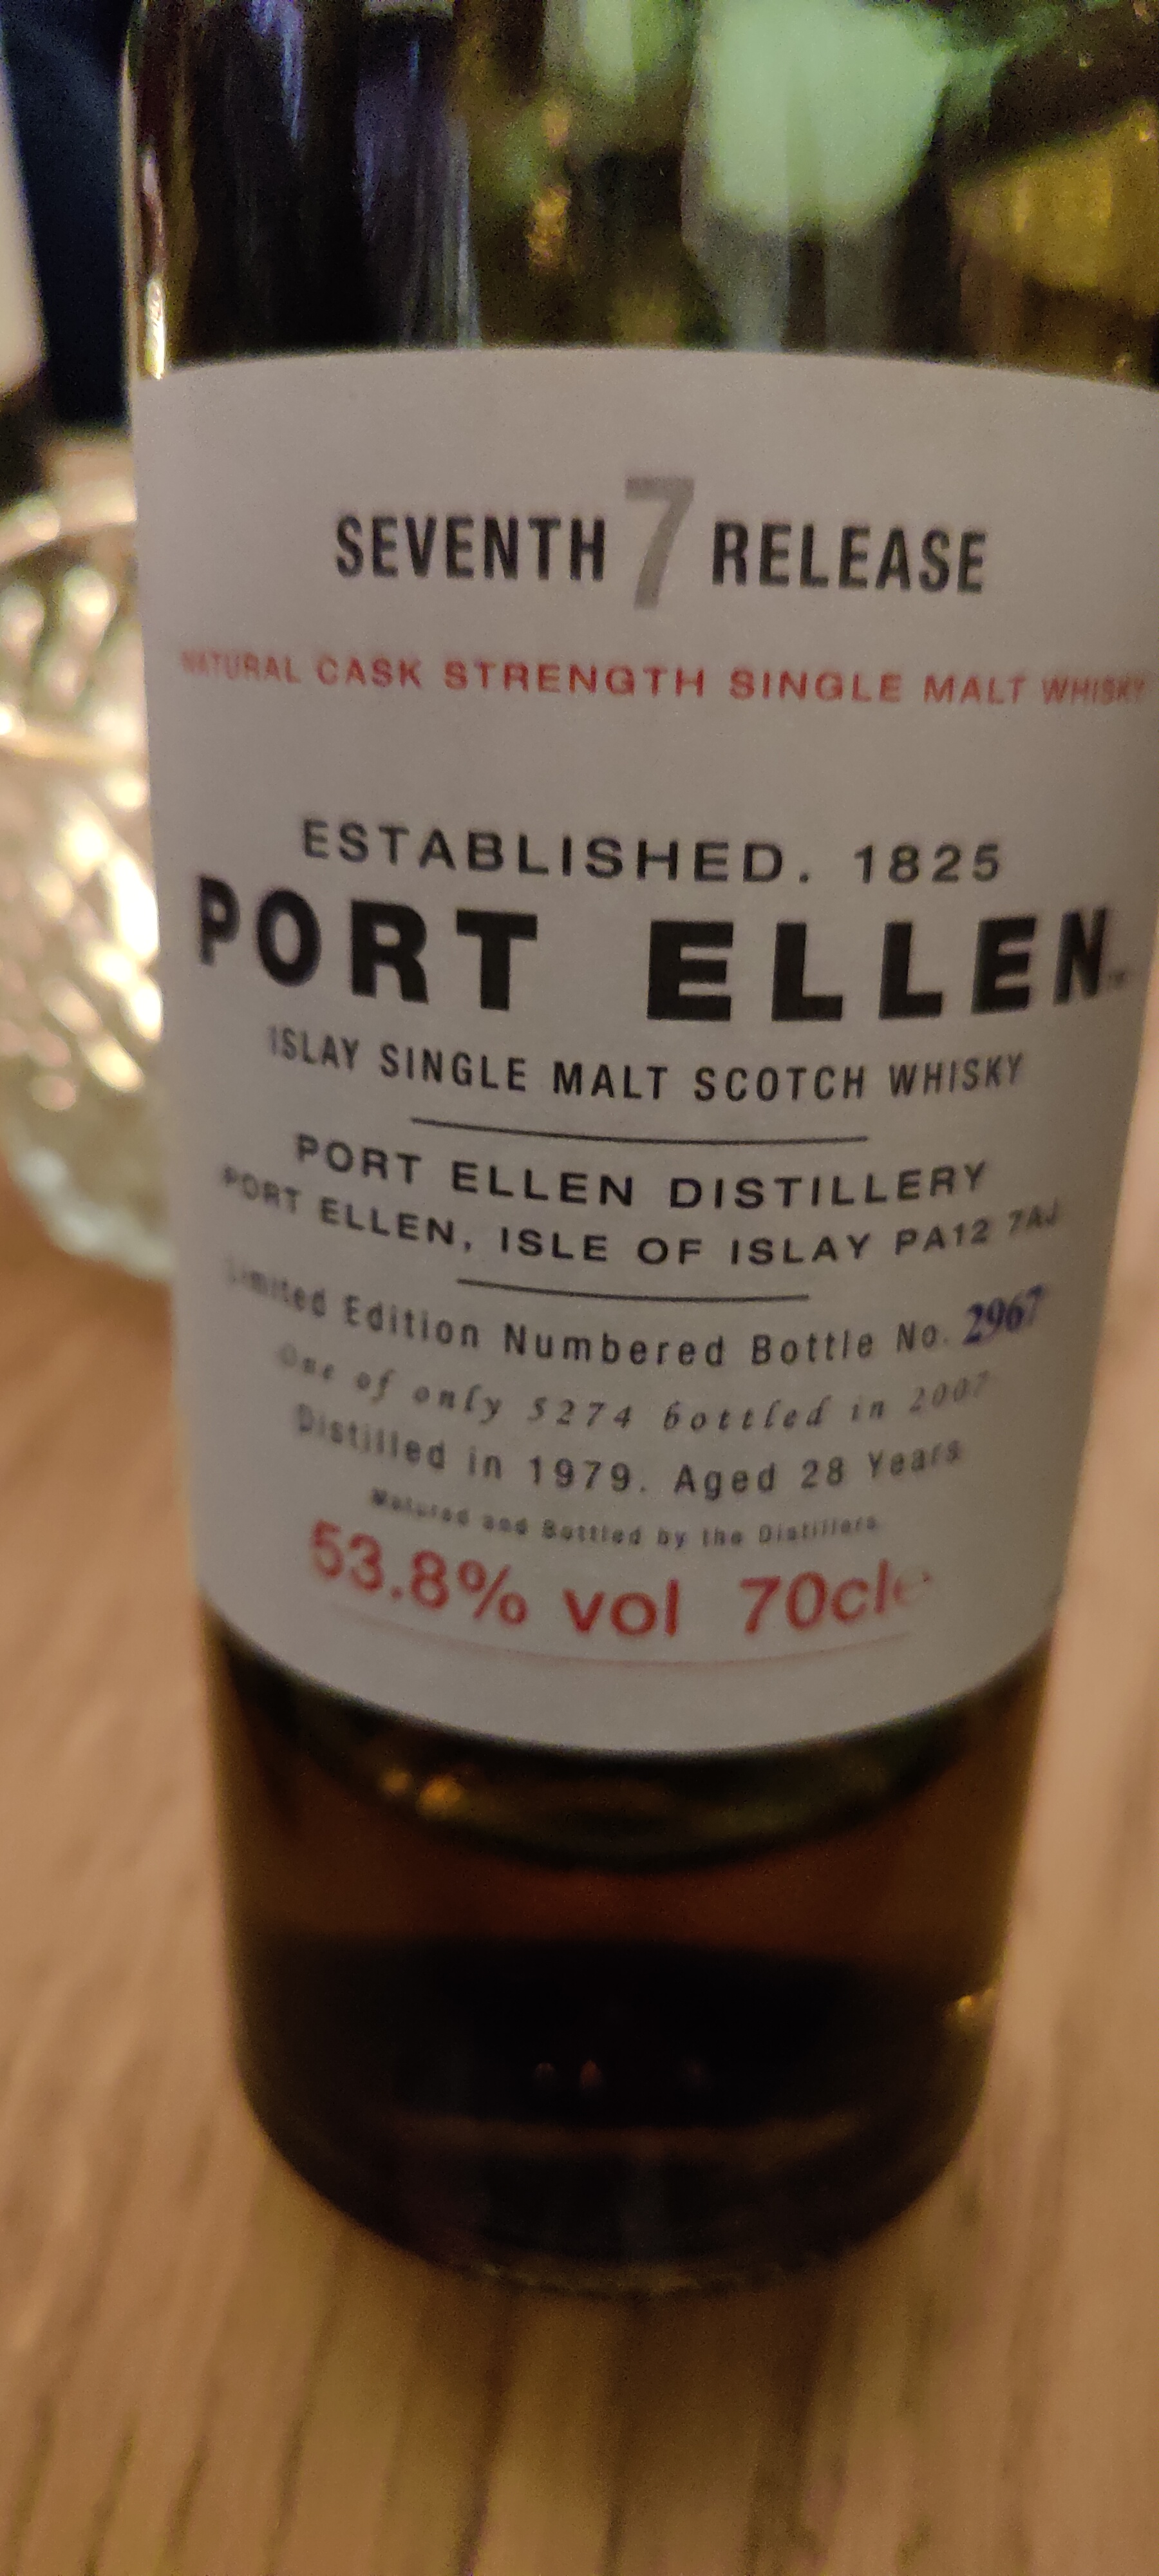 SEVENTH 7 RELEASE
NATURAL CASK STRENGTH SINGLE MALT WHISKY
ESTABLISHED. 1825
PORT ELLEN™
ISLAY SINGLE MALT SCOTCH WHISKY
PORT ELLEN DISTILLERY
PORT ELLEN, ISLE OF ISLAY PA12 7AJ
Limited Edition Numbered Bottle No. 2967
One of only 5274 bottled in 2007
Distilled in 1979. Aged 28 Years
Matured and Bottled by the Distillers
53.8% vol 70cl e